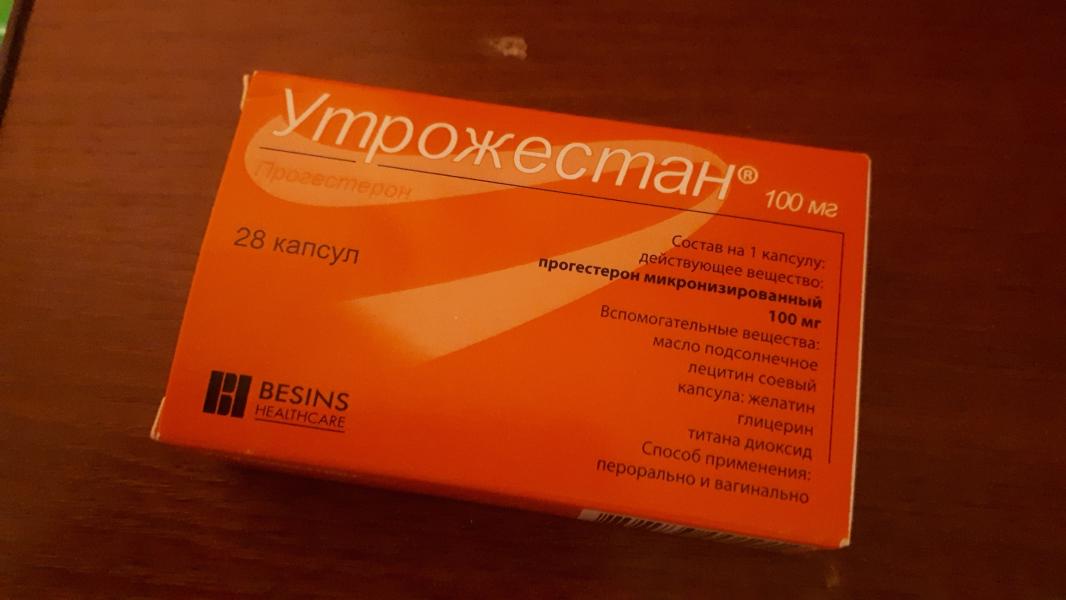 Утрожестан® 100 мг
Прогестерон
28 капсул
Состав на 1 капсулу:
действующее вещество:
прогестерон микронизированный
100 мг
Вспомогательные вещества:
масло подсолнечное
лецитин соевый
капсула: желатин
глицерин
титана диоксид
Способ применения:
перорально и вагинально
BESINS
HEALTHCARE